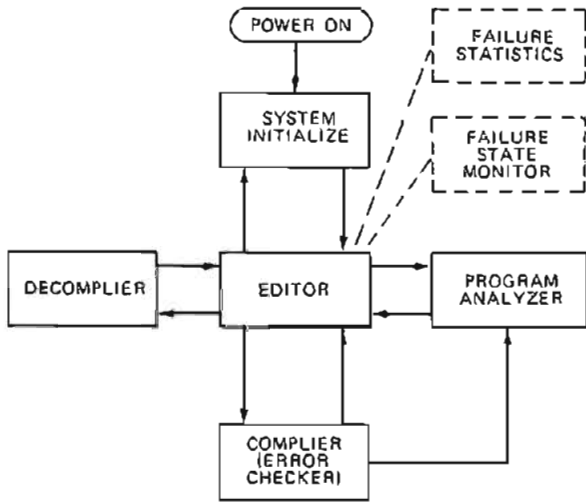 POWER ON
FAILURE
STATISTICS
SYSTEM
INITIALIZE
FAILURE
STATE
MONITOR
DECOMPLIER
EDITOR
PROGRAM
ANALYZER
COMPLIER
(ERROR
CHECKER)